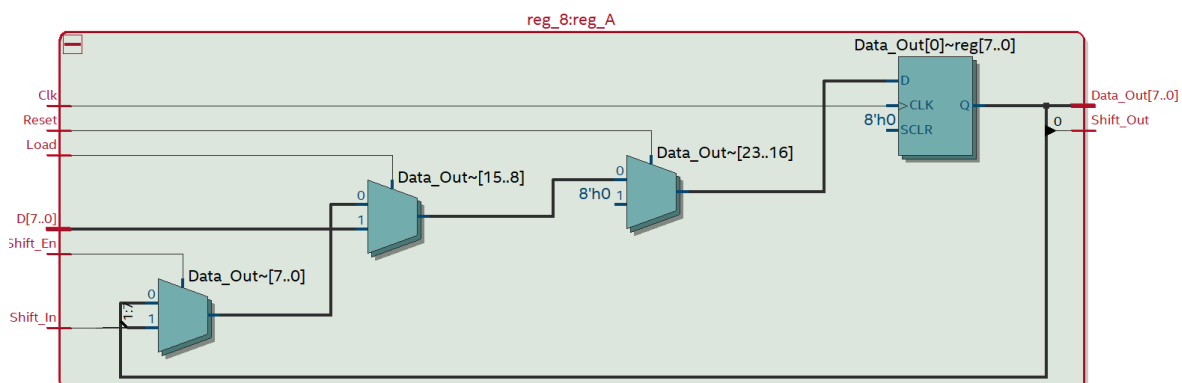 reg_8:reg_A
Data_Out[0]~reg[7..0]
D
Clk
CLK
Q
Data_Out[7..0]
Reset
8'h0
SCLR
0
Shift_Out
Load
Data_Out~[23..16]
0
8'h0
1
Data_Out~[15..8]
0
D[7..0]
1
Shift_En
Data_Out~[7..0]
0
1:7
Shift_In
1